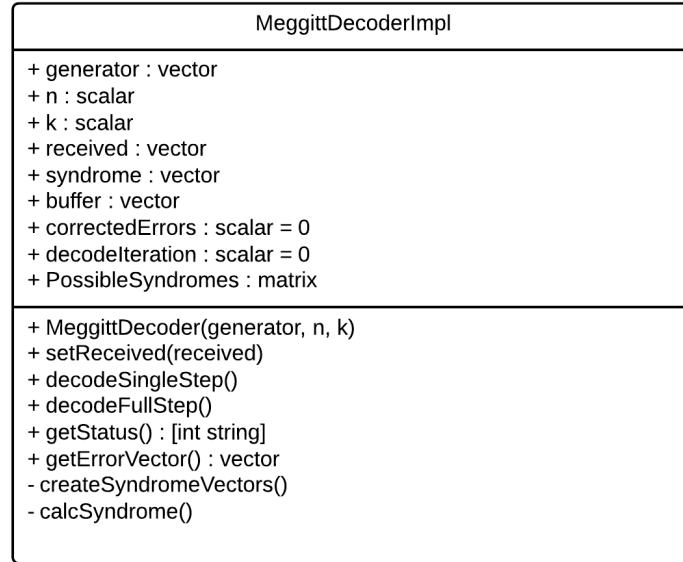 MeggittDecoderImpl
+ generator : vector
+ n : scalar
+ k : scalar
+ received : vector
+ syndrome : vector
+ buffer : vector
+ correctedErrors : scalar = 0
+ decodeIteration : scalar = 0
+ PossibleSyndromes : matrix
+ MeggittDecoder(generator, n, k)
+ setReceived(received)
+ decodeSingleStep()
+ decodeFullStep()
+ getStatus() : [int string]
+ getErrorVector() : vector
- createSyndromeVectors()
- calcSyndrome()